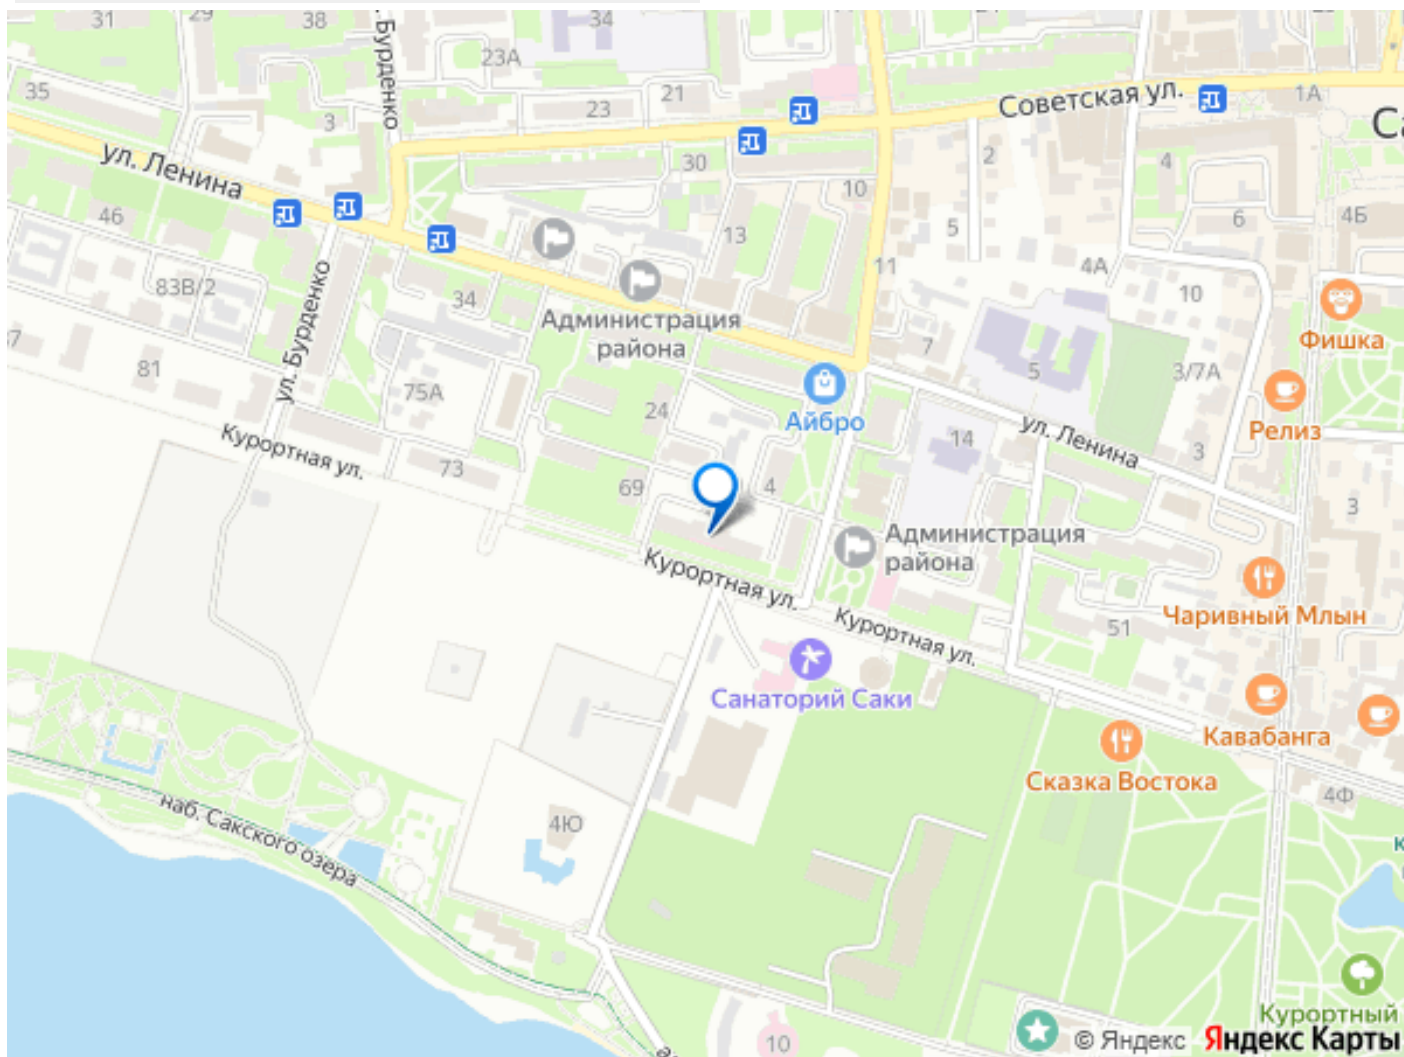 31
29
38
34
ул. Бурденко
23А
35
3
23
21
Советская ул.
1А
Са
ул. Ленина
30
2
4
10
46
13
5
6
4Б
83В/2
34
11
4А
10
Администрация
района
ул. Бурденко
7
Фишка
37
81
75А
24
Айбро
5
3/7А
Релиз
Курортная ул.
73
69
4
14
ул. Ленина
3
3
Администрация
района
Курортная ул.
Курортная ул.
51
Чаривный Млын
Санаторий Саки
Кавабанга
Сказка Востока
наб. Сакского озера
4Ю
4Ф
10
Курортный
© Яндекс
Яндекс Карты